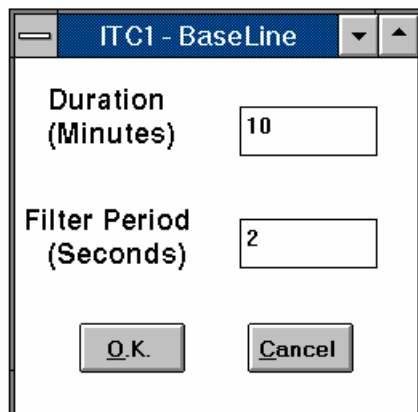 ITC1 - BaseLine
Duration
(Minutes)
10
Filter Period
(Seconds)
2
O.K.
Cancel